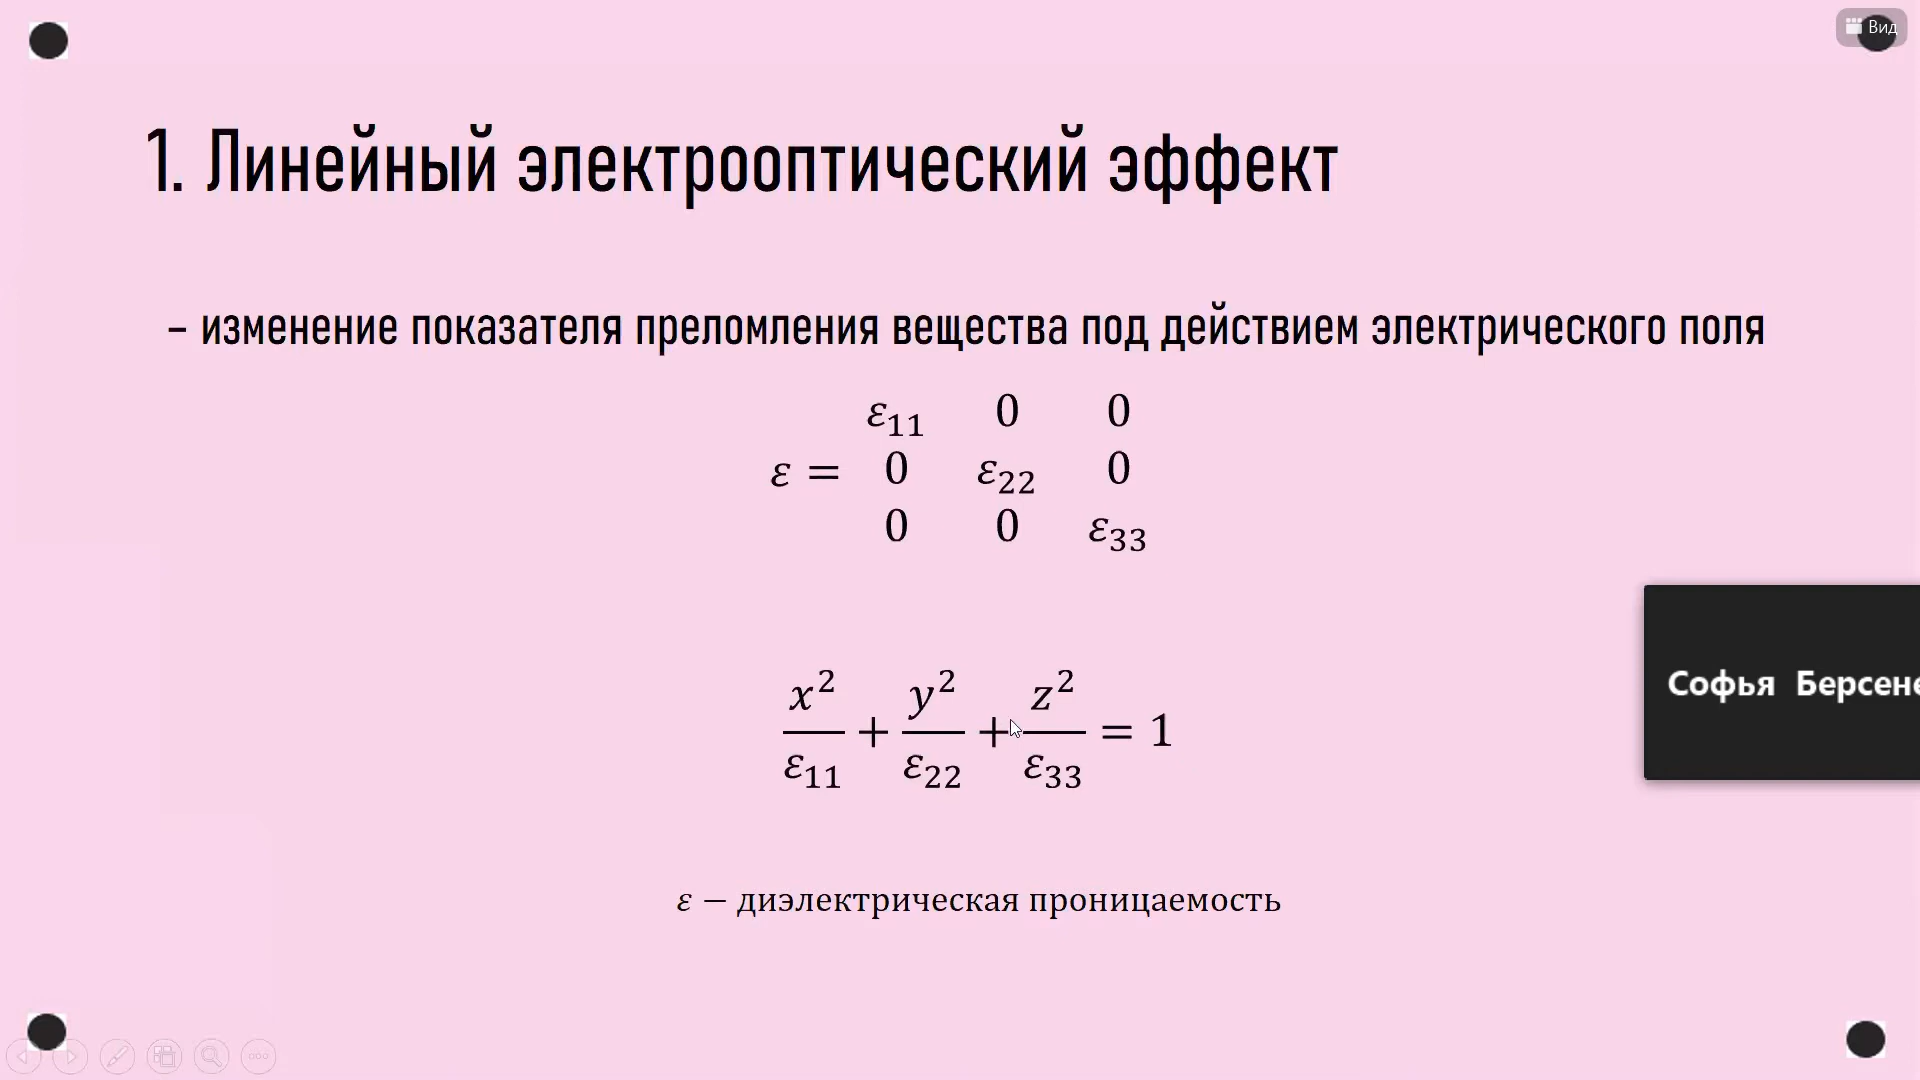 Вид
1. Линейный электрооптический эффект
– изменение показателя преломления вещества под действием электрического поля
ε₁₁ 0 0
ε = 0 ε₂₂ 0
0 0 ε₃₃
x²/ε₁₁ + y²/ε₂₂ + z²/ε₃₃ = 1
Софья Берсене
ε − диэлектрическая проницаемость